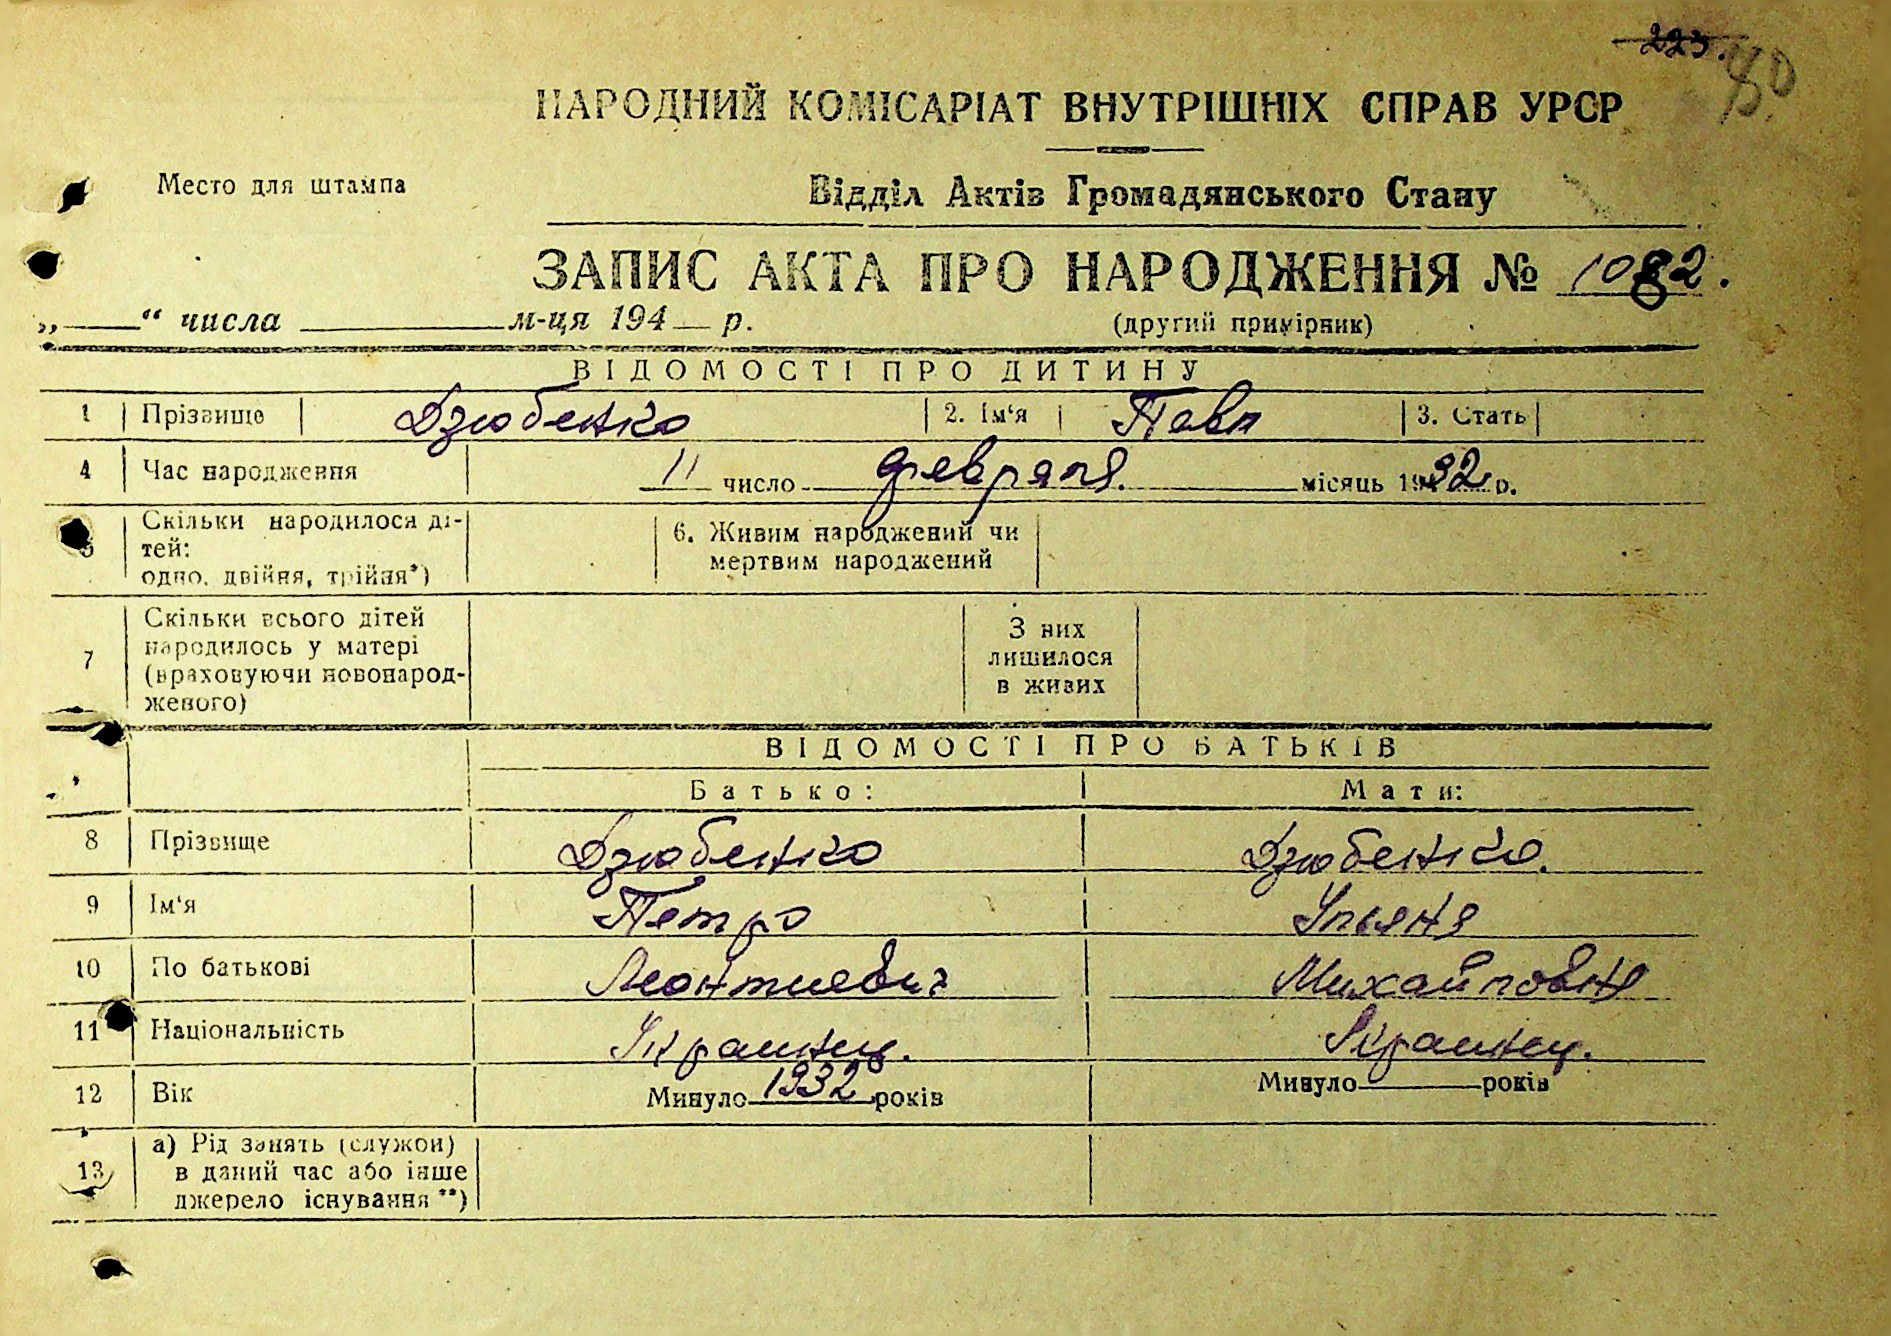 223.
80
НАРОДНИЙ КОМІСАРІАТ ВНУТРІШНІХ СПРАВ УРСР
Место для штампа
Відділ Актів Громадянського Стану
ЗАПИС АКТА ПРО НАРОДЖЕННЯ № 1082.
„ “ числа м-ця 194 р.
(другий примірник)
ВІДОМОСТІ ПРО ДИТИНУ
1 Прізвище Дзюбенко 2. Ім‘я Павл 3. Стать
4 Час народження 11 число февраля. місяць 1932 р.
5 Скільки народилося ді-
тей:
одно, двійня, трійня*)
6. Живим народжений чи
мертвим народжений
7 Скільки всього дітей
народилось у матері
(враховуючи новонарод-
женого)
З них
лишилося
в живих
ВІДОМОСТІ ПРО БАТЬКІВ
Батько: Мати:
8 Прізвище Дзюбенко Дзюбенко.
9 Ім‘я Петро Ульяня
10 По батькові Леонтиевич Михайловня
11 Національність Украинец. Украинец.
12 Вік Минуло 1932 років Минуло років
13 а) Рід занять (служби)
в даний час або інше
джерело існування **)